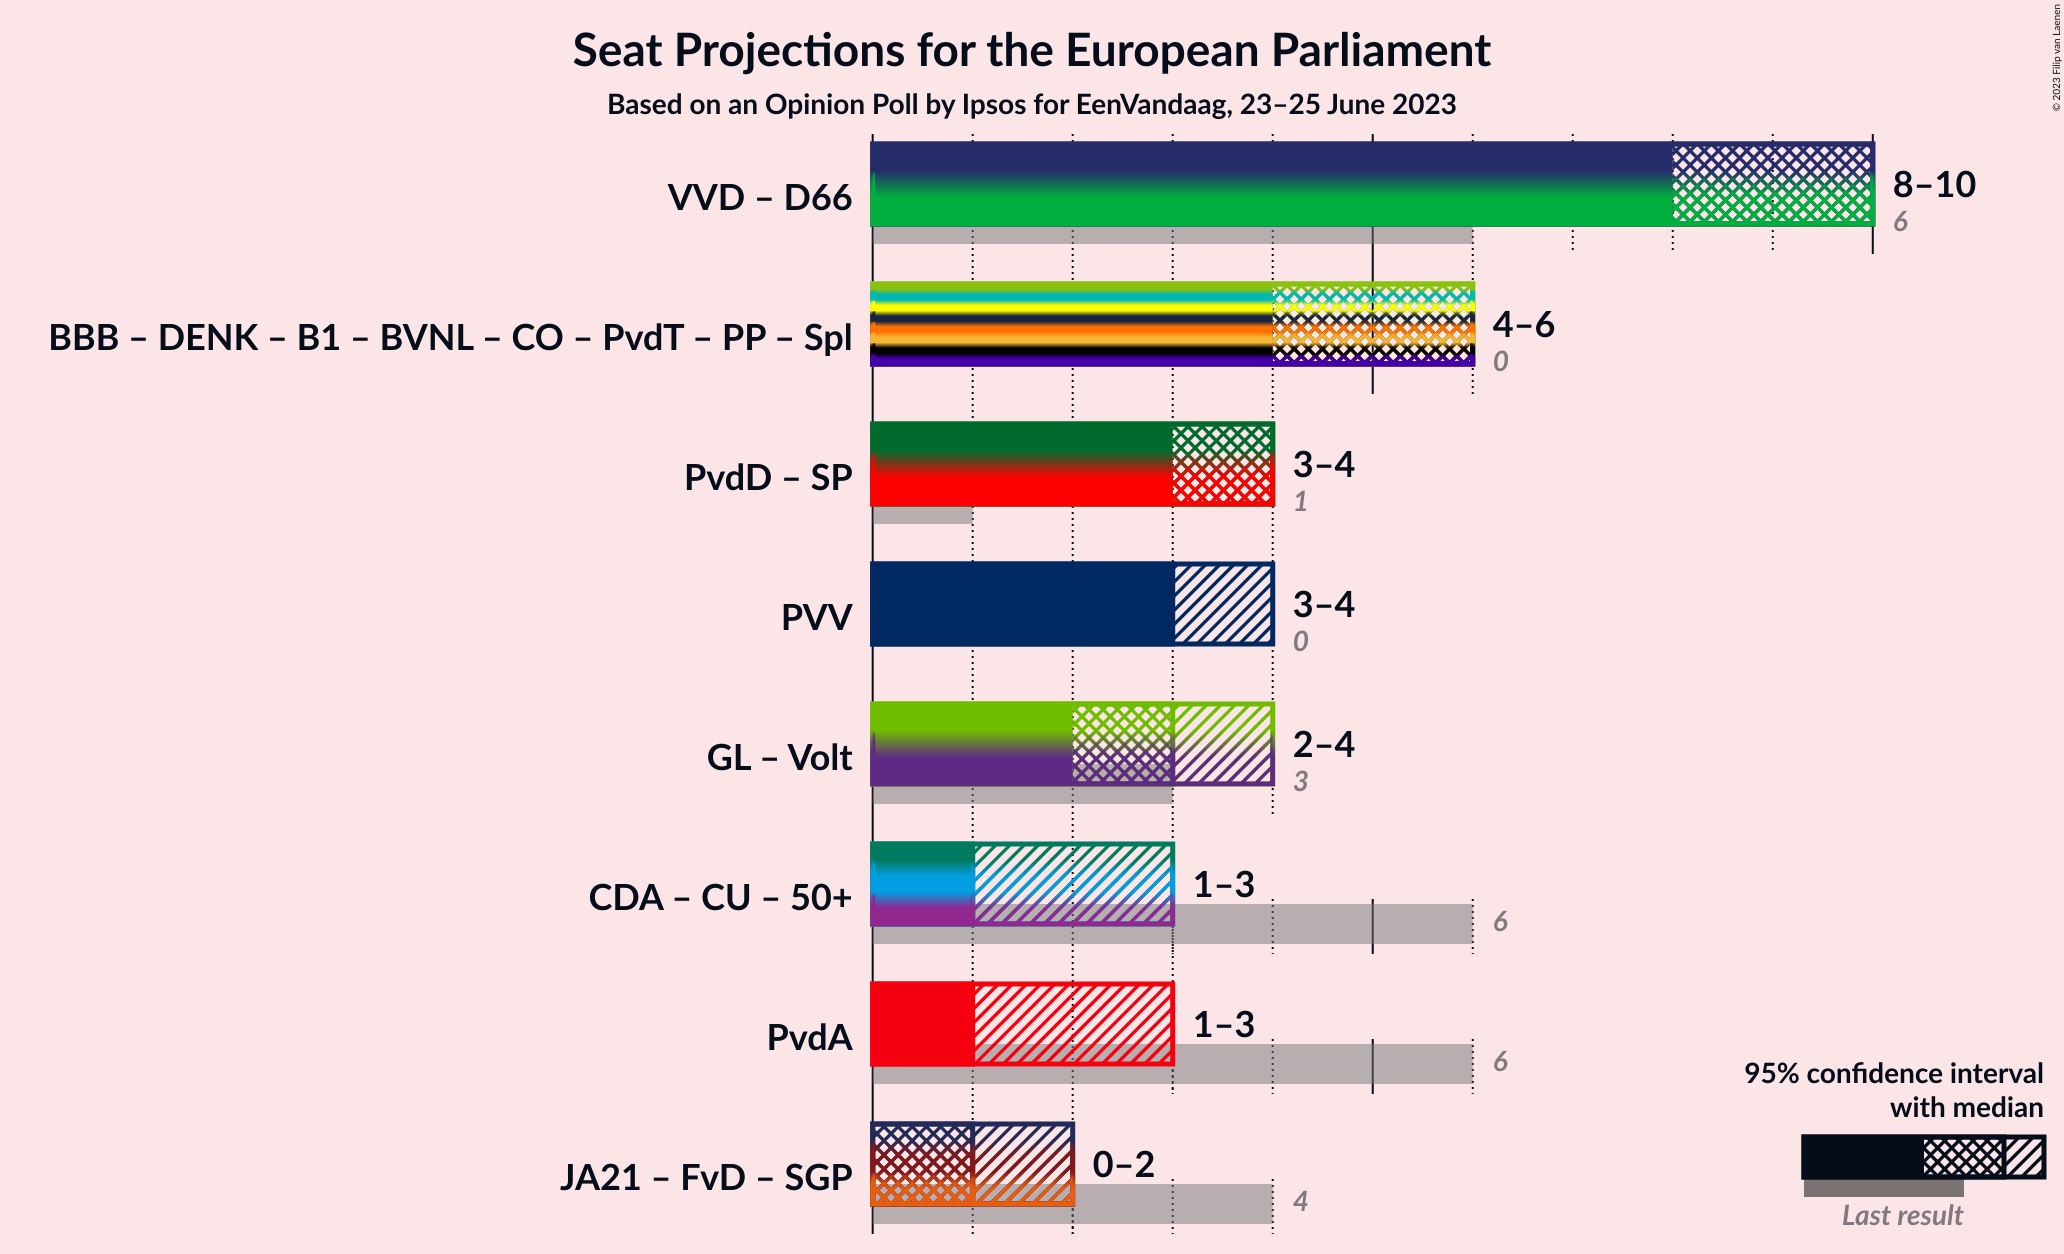 Seat Projections for the European Parliament
Based on an Opinion Poll by Ipsos for EenVandaag, 23–25 June 2023
© 2023 Filip van Laenen
VVD – D66
8–10
6
BBB – DENK – B1 – BVNL – CO – PvdT – PP – Spl
4–6
0
PvdD – SP
3–4
1
PVV
3–4
0
GL – Volt
2–4
3
CDA – CU – 50+
1–3
6
PvdA
1–3
6
JA21 – FvD – SGP
0–2
4
95% confidence interval
with median
Last result